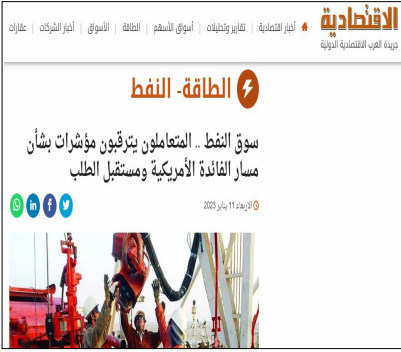 الاقتصادية
جريدة العرب الاقتصادية الدولية
أخبار اقتصادية | تقارير وتحليلات | أسواق الأسهم | الطاقة | الأسواق | أخبار الشركات | عقارات
الطاقة- النفط
سوق النفط .. المتعاملون يترقبون مؤشرات بشأن
مسار الفائدة الأمريكية ومستقبل الطلب
الاربعاء 11 يناير 2023